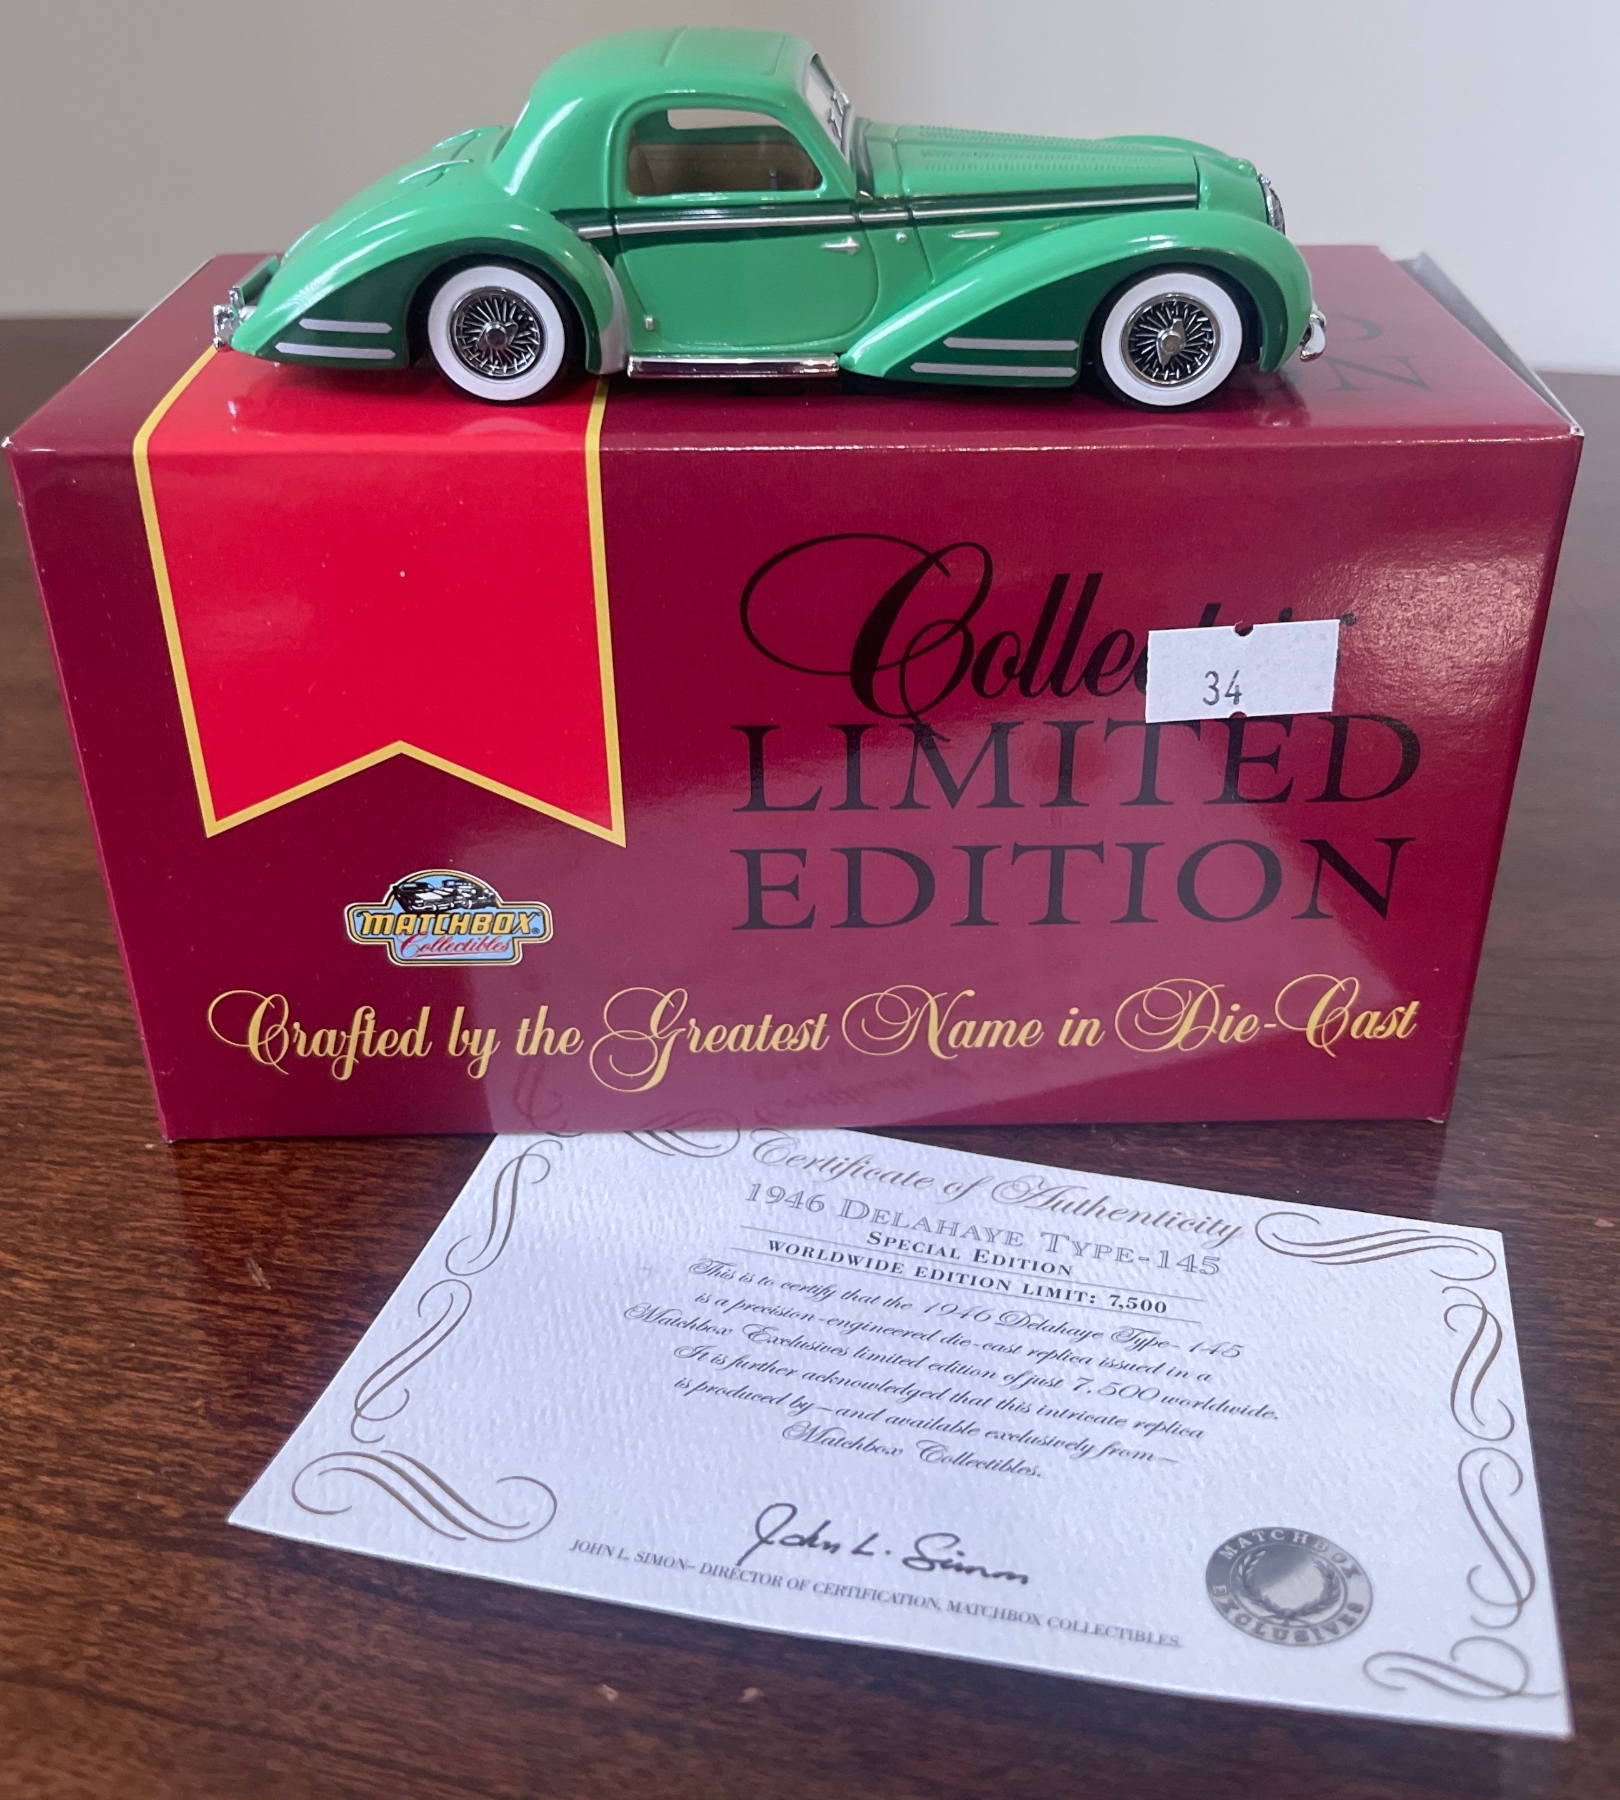 34
LIMITED
EDITION
MATCHBOX
Collectibles
Crafted by the Greatest Name in Die-Cast
Certificate of Authenticity
1946 DELAHAYE TYPE-145
SPECIAL EDITION
WORLDWIDE EDITION LIMIT: 7,500
This is to certify that the 1946 Delahaye Type-145
is a precision-engineered die-cast replica issued in a
Matchbox Exclusives limited edition of just 7,500 worldwide.
It is further acknowledged that this intricate replica
is produced by—and available exclusively from—
Matchbox Collectibles.
John L. Simon
JOHN L. SIMON– DIRECTOR OF CERTIFICATION, MATCHBOX COLLECTIBLES
MATCHBOX
EXCLUSIVES